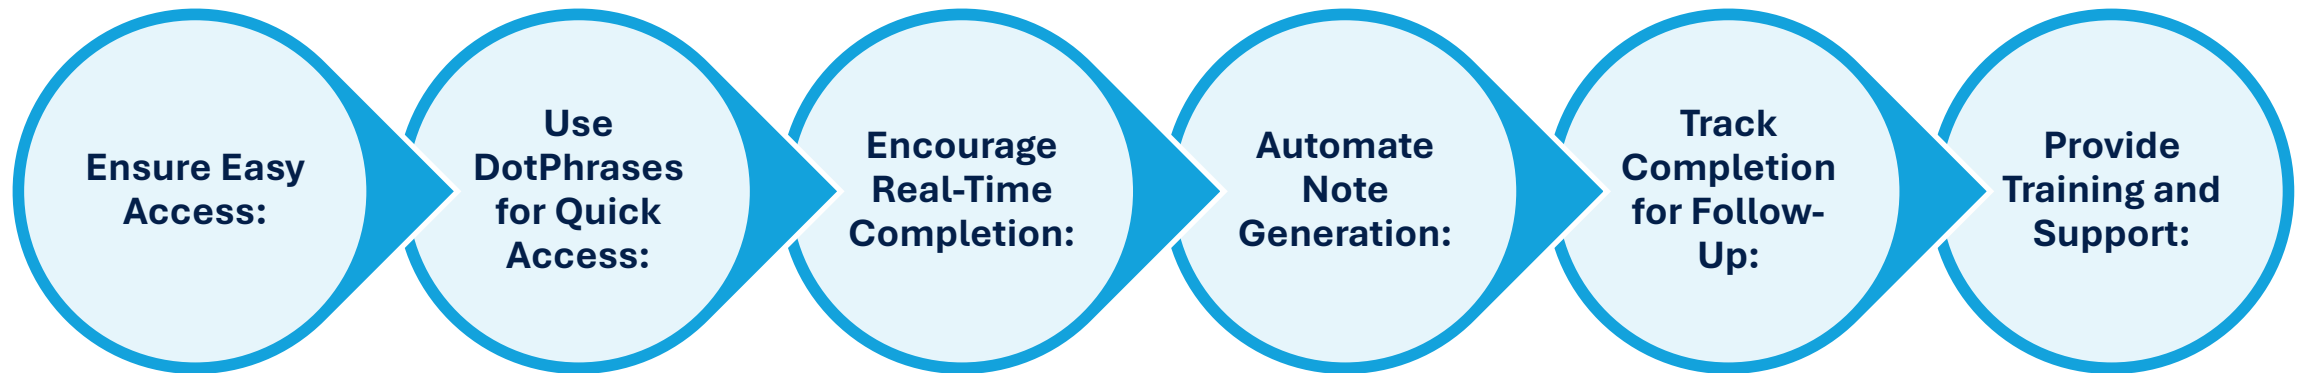 Ensure Easy
Access:
Use
DotPhrases
for Quick
Access:
Encourage
Real-Time
Completion:
Automate
Note
Generation:
Track
Completion
for Follow-
Up:
Provide
Training and
Support: